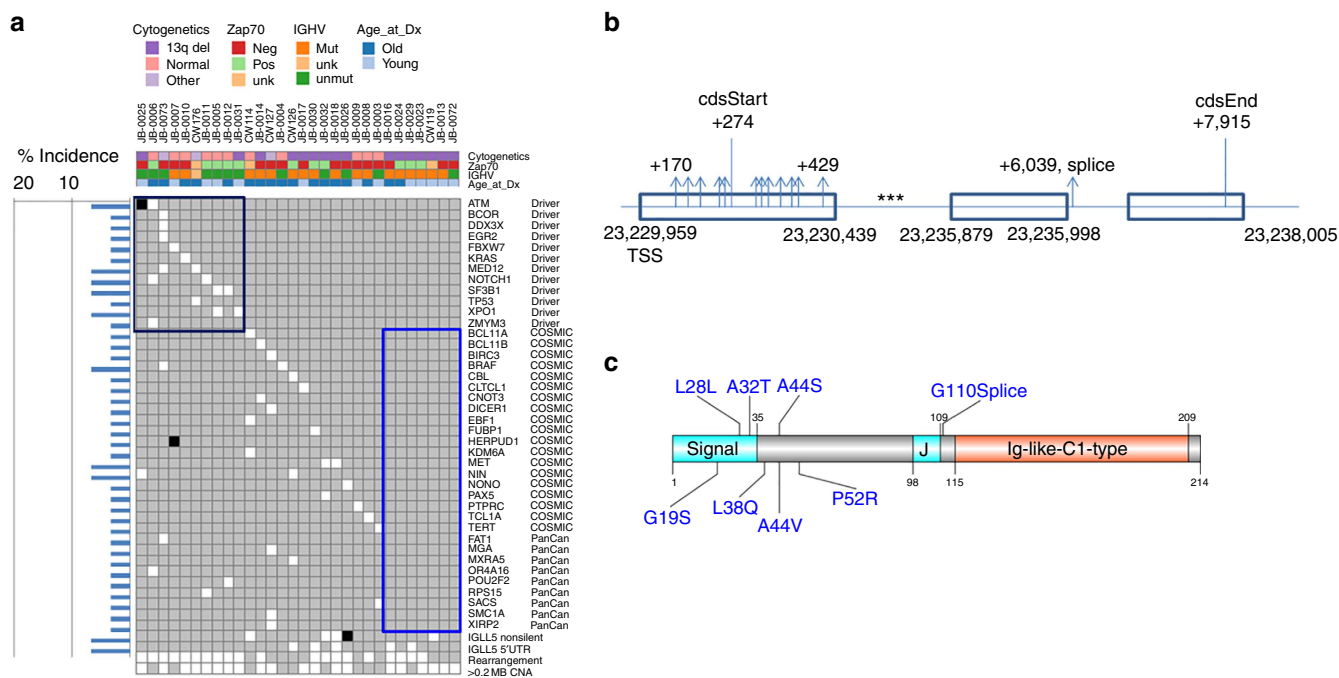 a
Cytogenetics Zap70 IGHV Age_at_Dx
13q del Neg Mut Old
Normal Pos unk Young
Other unk unmut
JB-0025 JB-0006 JB-0073 JB-0007 JB-0010 CW176 JB-0011 JB-0005 JB-0012 JB-0031 CW114 JB-0014 CW127 JB-0004 CW126 JB-0017 JB-0030 JB-0032 JB-0018 JB-0026 JB-0009 JB-0008 JB-0003 JB-0016 JB-0024 JB-0029 JB-0023 CW119 JB-0013 JB-0072
% Incidence
20 10
Cytogenetics
Zap70
IGHV
Age_at_Dx
ATM Driver
BCOR Driver
DDX3X Driver
EGR2 Driver
FBXW7 Driver
KRAS Driver
MED12 Driver
NOTCH1 Driver
SF3B1 Driver
TP53 Driver
XPO1 Driver
ZMYM3 Driver
BCL11A COSMIC
BCL11B COSMIC
BIRC3 COSMIC
BRAF COSMIC
CBL COSMIC
CLTCL1 COSMIC
CNOT3 COSMIC
DICER1 COSMIC
EBF1 COSMIC
FUBP1 COSMIC
HERPUD1 COSMIC
KDM6A COSMIC
MET COSMIC
NIN COSMIC
NONO COSMIC
PAX5 COSMIC
PTPRC COSMIC
TCL1A COSMIC
TERT COSMIC
FAT1 PanCan
MGA PanCan
MXRA5 PanCan
OR4A16 PanCan
POU2F2 PanCan
RPS15 PanCan
SACS PanCan
SMC1A PanCan
XIRP2 PanCan
IGLL5 nonsilent
IGLL5 5'UTR
Rearrangement
>0.2 MB CNA
b
cdsStart cdsEnd
+274 +7,915
+170 +429 +6,039, splice
***
23,229,959 23,230,439 23,235,879 23,235,998 23,238,005
TSS
c
L28L A32T A44S G110Splice
35 109 209
Signal J Ig-like-C1-type
1 98 115 214
G19S L38Q A44V P52R